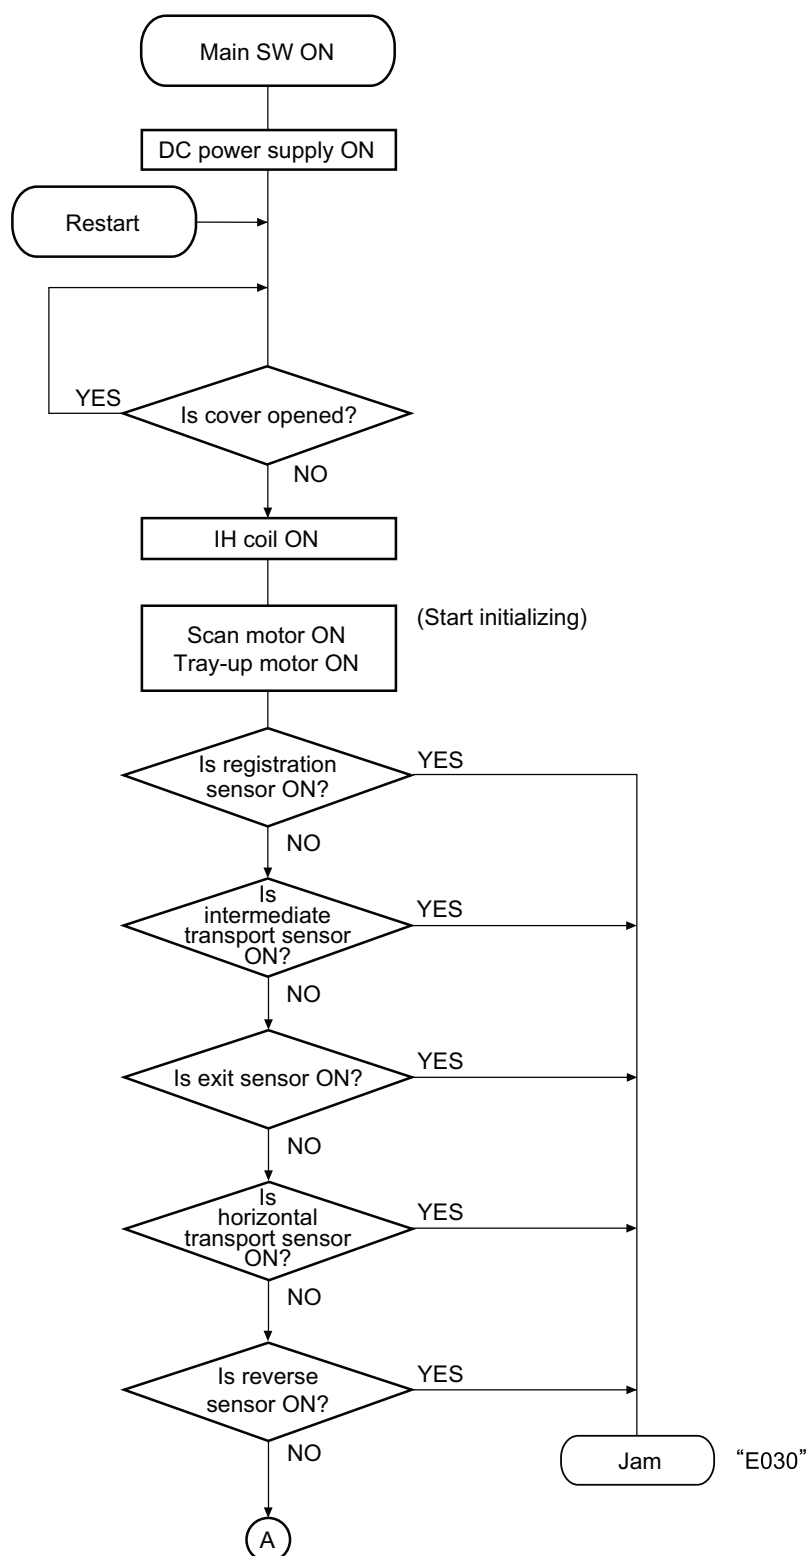 Main SW ON
DC power supply ON
Restart
YES
Is cover opened?
NO
IH coil ON
(Start initializing)
Scan motor ON
Tray-up motor ON
Is registration
sensor ON?
YES
NO
Is
intermediate
transport sensor
ON?
YES
NO
Is exit sensor ON?
YES
NO
Is
horizontal
transport sensor
ON?
YES
NO
Is reverse
sensor ON?
YES
NO
Jam
“E030”
A